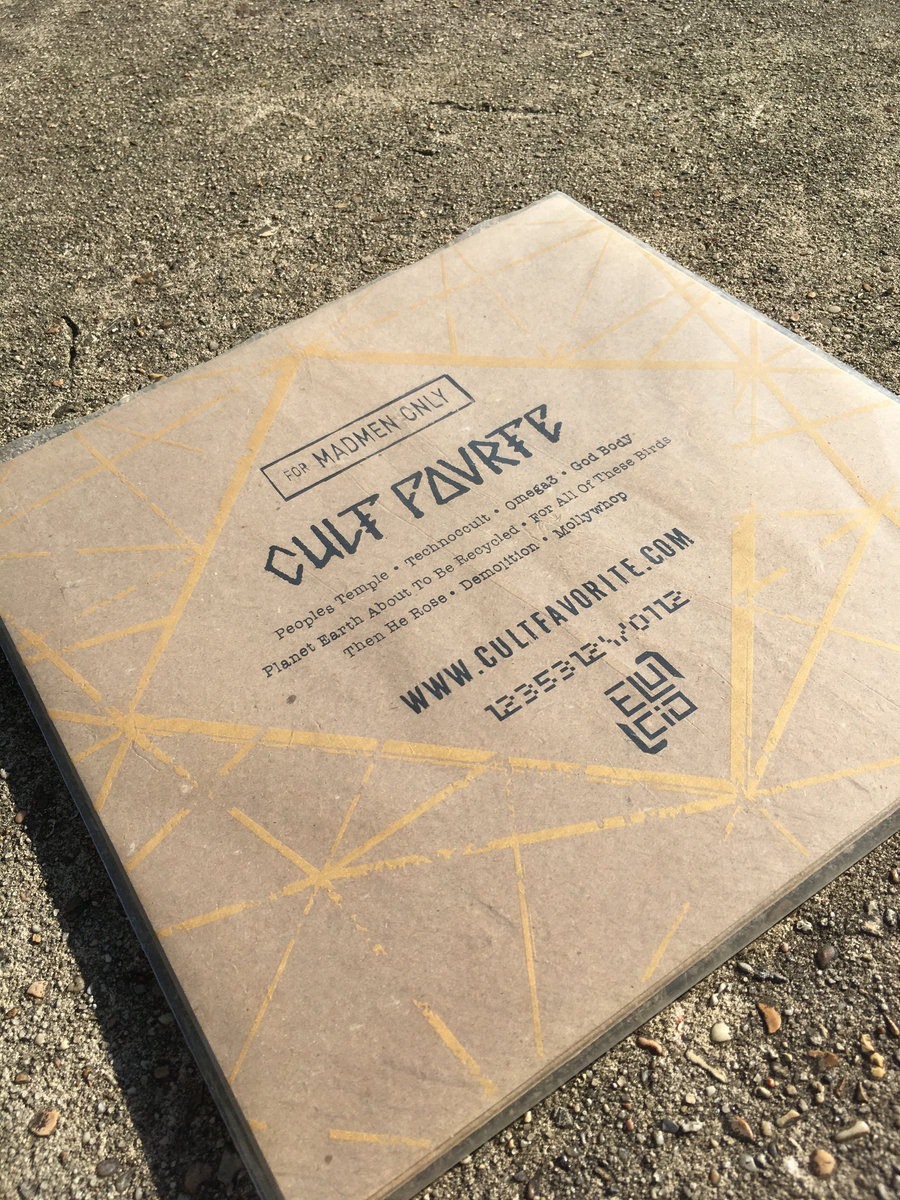 FOR MADMEN ONLY
CULT FAVRTE
Peoples Temple • Technoccult • Omega3 • God Body
Planet Earth About To Be Recycled • For All Of These Birds
Then He Rose • Demolition • Mollywhop
WWW.CULTFAVORITE.COM
ELUCID